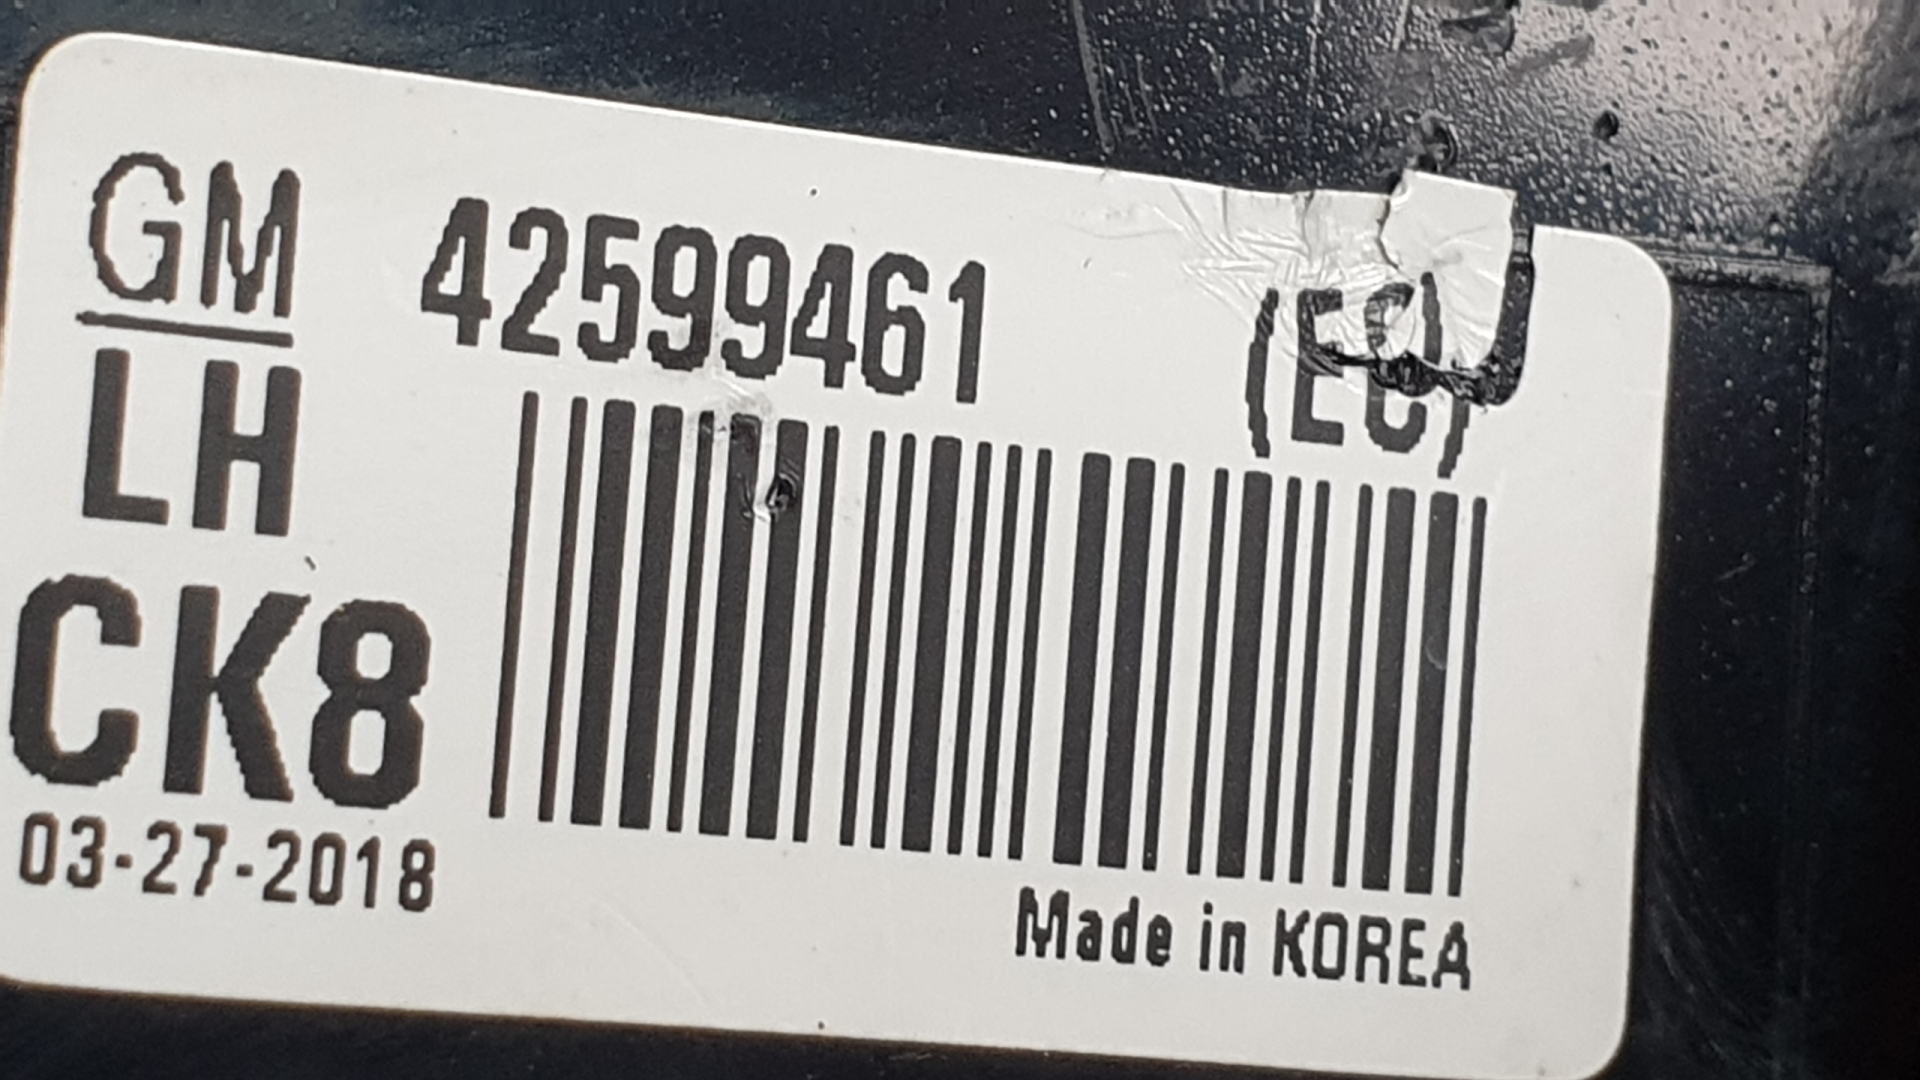 GM 42599461 (EC)
LH
CK8
03-27-2018
Made in KOREA